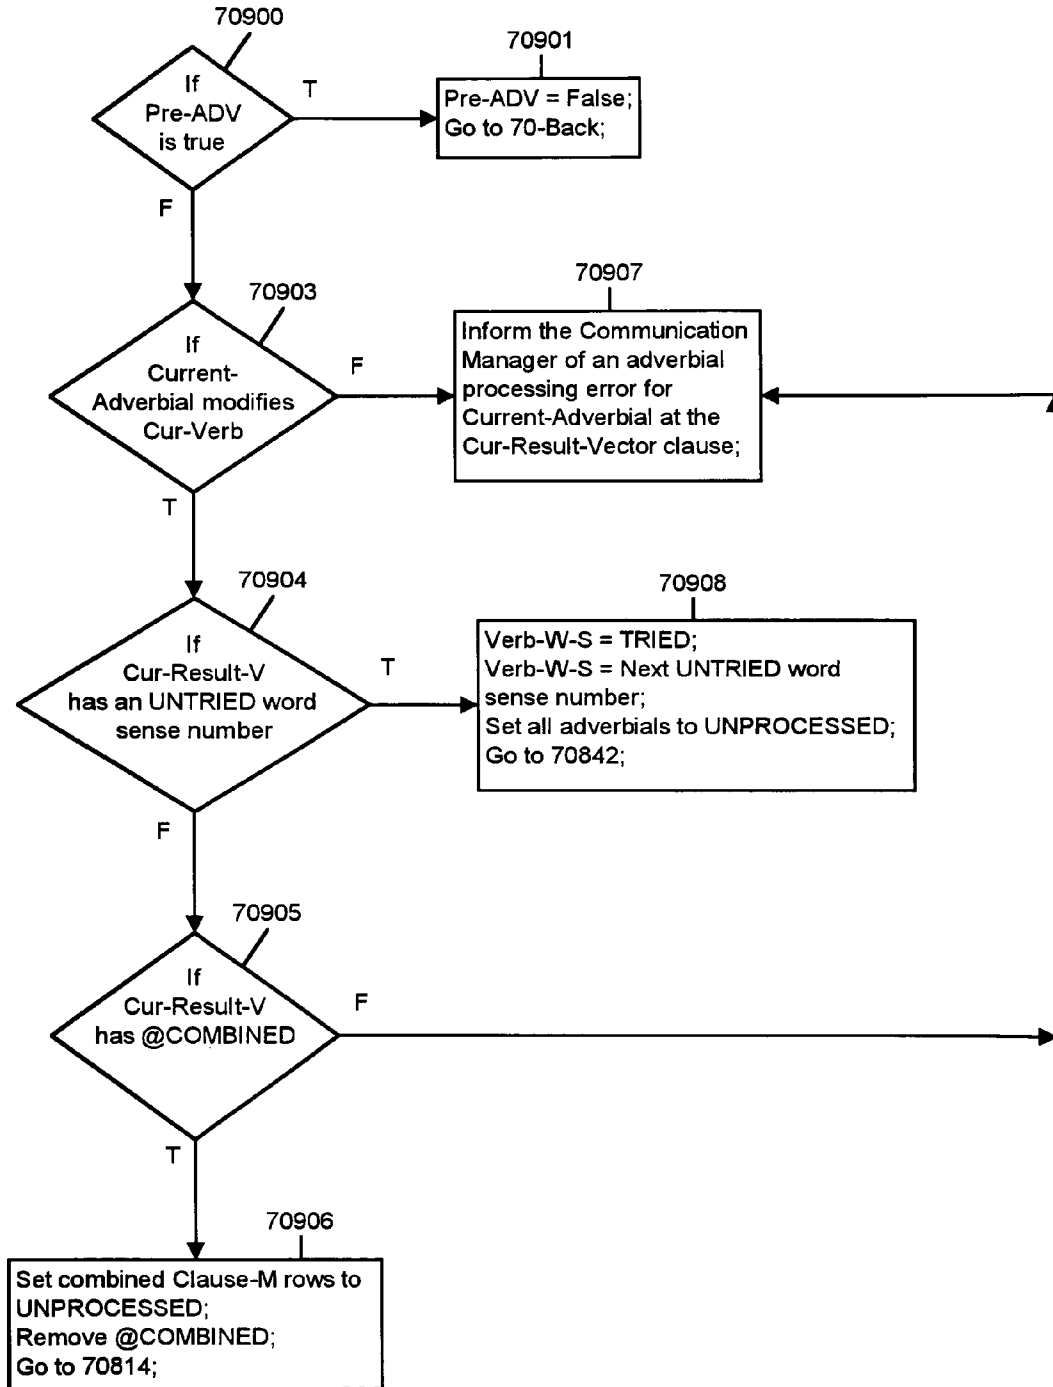 70900
If
Pre-ADV
is true
T
F
70901
Pre-ADV = False;
Go to 70-Back;
70903
If
Current-
Adverbial modifies
Cur-Verb
F
T
70907
Inform the Communication
Manager of an adverbial
processing error for
Current-Adverbial at the
Cur-Result-Vector clause;
70904
If
Cur-Result-V
has an UNTRIED word
sense number
T
F
70908
Verb-W-S = TRIED;
Verb-W-S = Next UNTRIED word
sense number;
Set all adverbials to UNPROCESSED;
Go to 70842;
70905
If
Cur-Result-V
has @COMBINED
F
T
70906
Set combined Clause-M rows to
UNPROCESSED;
Remove @COMBINED;
Go to 70814;